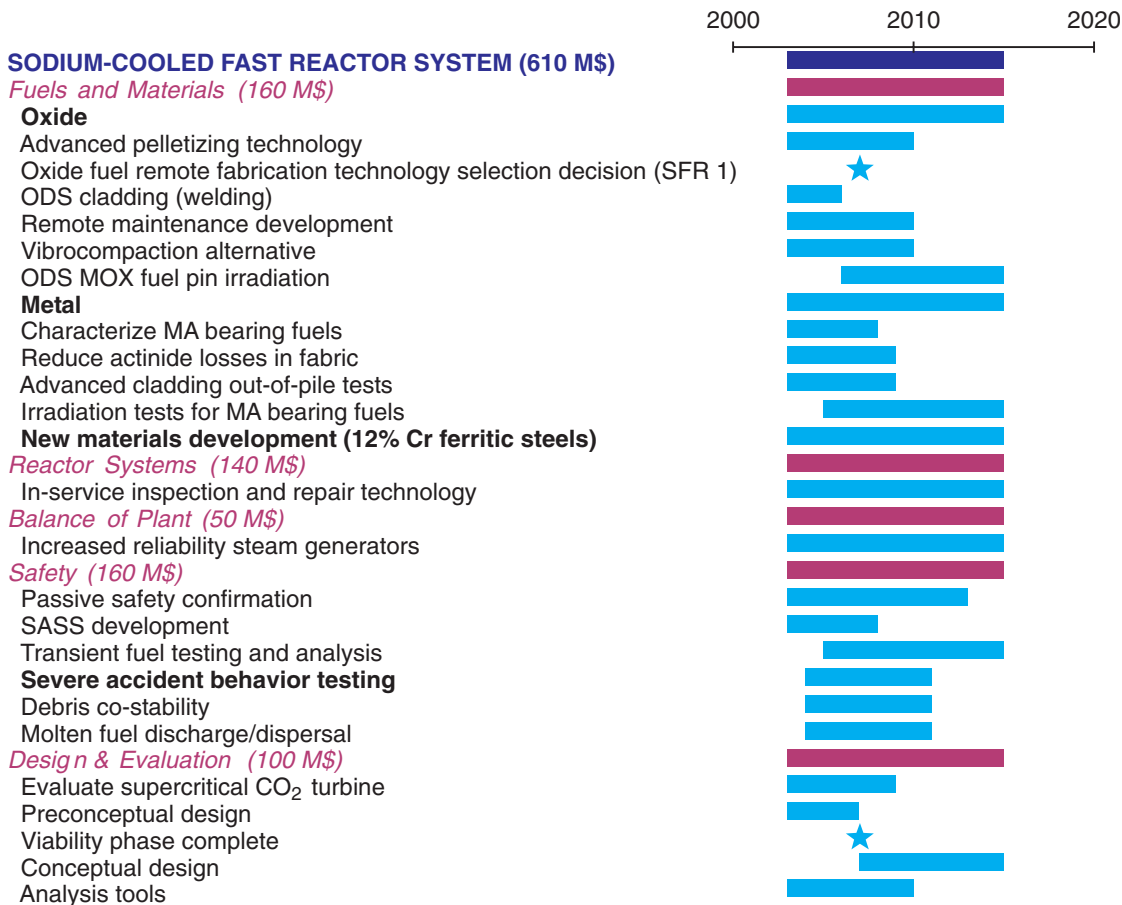 2000 2010 2020
SODIUM-COOLED FAST REACTOR SYSTEM (610 M$)
Fuels and Materials (160 M$)
Oxide
Advanced pelletizing technology
Oxide fuel remote fabrication technology selection decision (SFR 1)
ODS cladding (welding)
Remote maintenance development
Vibrocompaction alternative
ODS MOX fuel pin irradiation
Metal
Characterize MA bearing fuels
Reduce actinide losses in fabric
Advanced cladding out-of-pile tests
Irradiation tests for MA bearing fuels
New materials development (12% Cr ferritic steels)
Reactor Systems (140 M$)
In-service inspection and repair technology
Balance of Plant (50 M$)
Increased reliability steam generators
Safety (160 M$)
Passive safety confirmation
SASS development
Transient fuel testing and analysis
Severe accident behavior testing
Debris co-stability
Molten fuel discharge/dispersal
Design & Evaluation (100 M$)
Evaluate supercritical CO₂ turbine
Preconceptual design
Viability phase complete
Conceptual design
Analysis tools